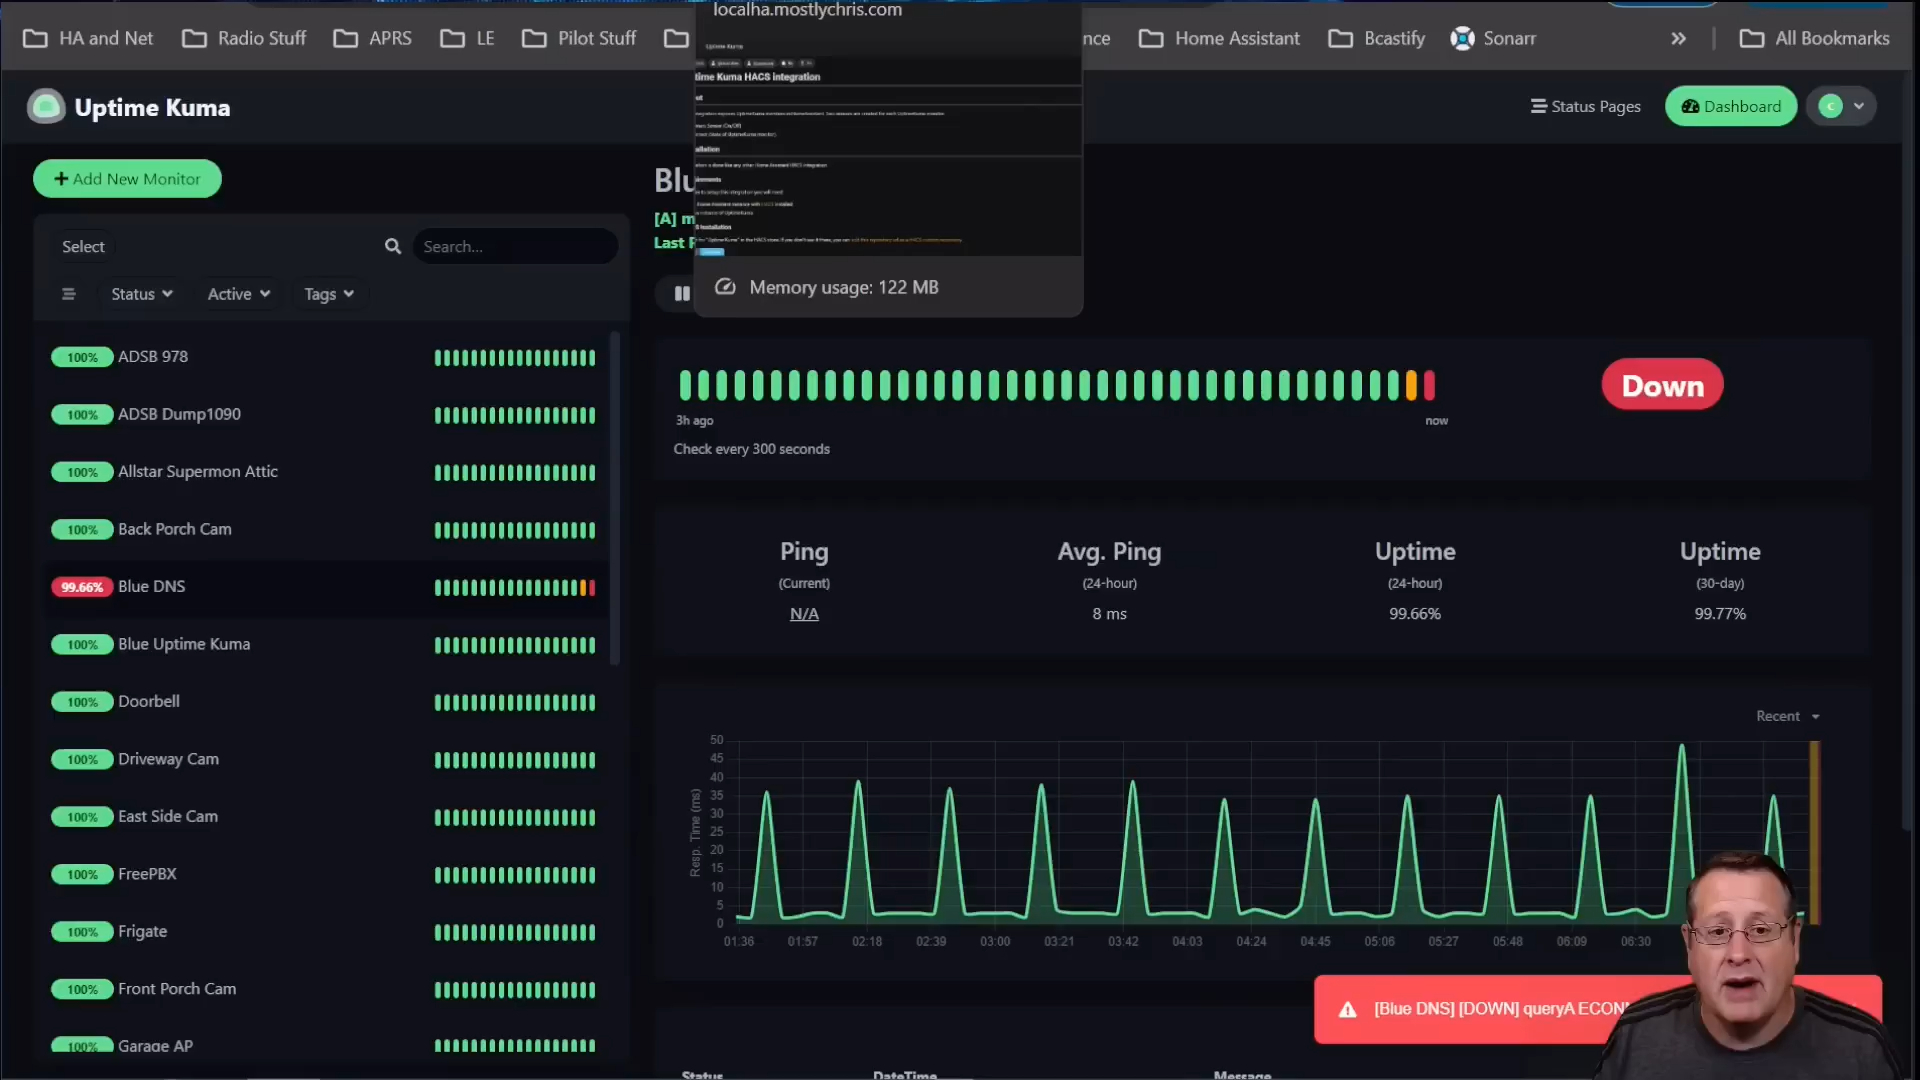 localha.mostlychris.com
HA and Net
Radio Stuff
APRS
LE
Pilot Stuff
nce
Home Assistant
Bcastify
Sonarr
All Bookmarks
Uptime Kuma
time Kuma HACS integration
Uptime Kuma
Status Pages
Dashboard
C
+ Add New Monitor
Blu
[A] m
Last R
Select
Search...
Status
Active
Tags
Memory usage: 122 MB
100% ADSB 978
100% ADSB Dump1090
100% Allstar Supermon Attic
100% Back Porch Cam
99.66% Blue DNS
100% Blue Uptime Kuma
100% Doorbell
100% Driveway Cam
100% East Side Cam
100% FreePBX
100% Frigate
100% Front Porch Cam
100% Garage AP
Down
3h ago
now
Check every 300 seconds
Ping
(Current)
N/A
Avg. Ping
(24-hour)
8 ms
Uptime
(24-hour)
99.66%
Uptime
(30-day)
99.77%
Recent
Resp. Time (ms)
50
45
40
35
30
25
20
15
10
5
0
01:36 01:57 02:18 02:39 03:00 03:21 03:42 04:03 04:24 04:45 05:06 05:27 05:48 06:09 06:30
[Blue DNS] [DOWN] queryA ECON
Status
DateTime
Message